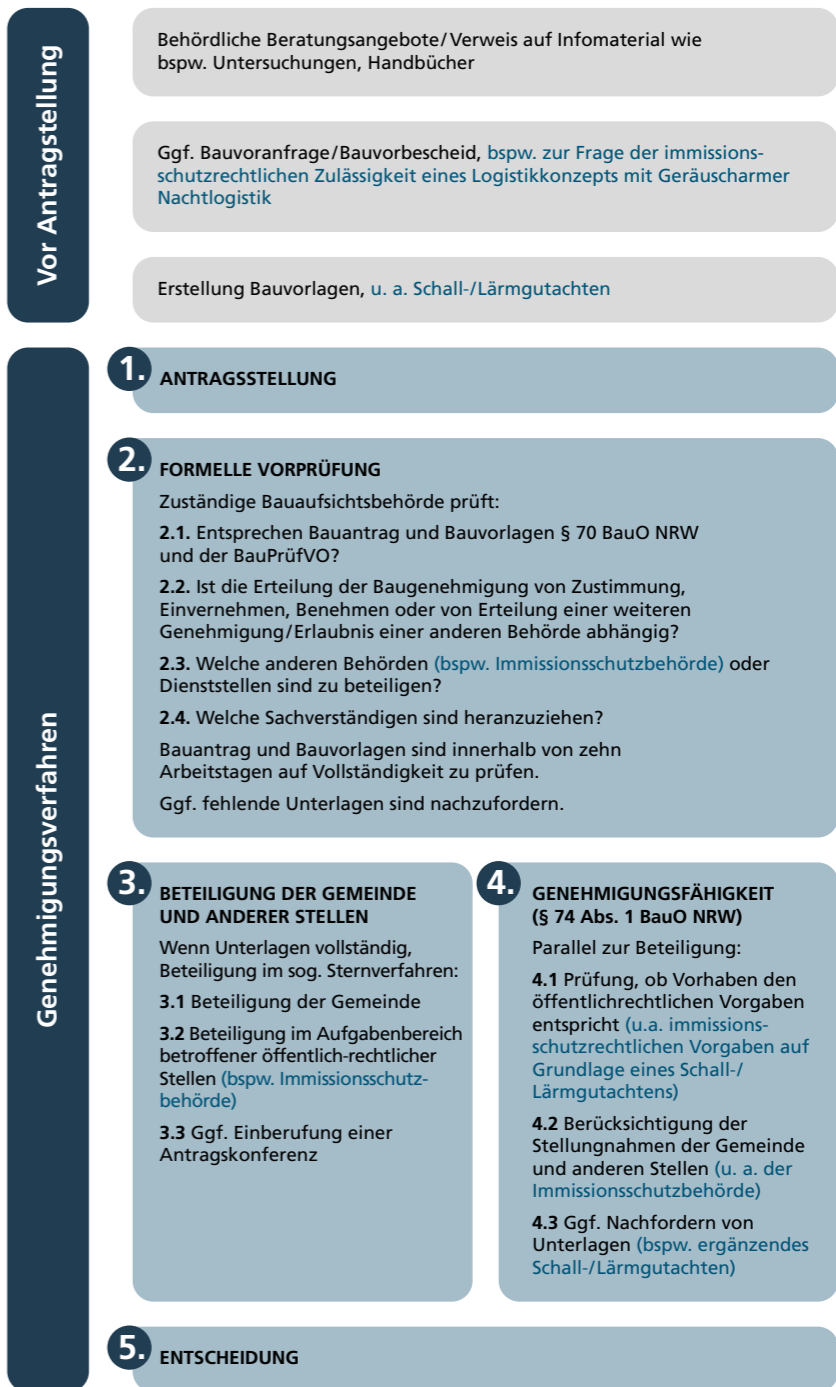 Vor Antragstellung
Behördliche Beratungsangebote/Verweis auf Infomaterial wie
bspw. Untersuchungen, Handbücher
Ggf. Bauvoranfrage/Bauvorbescheid, bspw. zur Frage der immissions-
schutzrechtlichen Zulässigkeit eines Logistikkonzepts mit Geräuscharmer
Nachtlogistik
Erstellung Bauvorlagen, u. a. Schall-/Lärmgutachten
Genehmigungsverfahren
1. ANTRAGSSTELLUNG
2. FORMELLE VORPRÜFUNG
Zuständige Bauaufsichtsbehörde prüft:
2.1. Entsprechen Bauantrag und Bauvorlagen § 70 BauO NRW
und der BauPrüfVO?
2.2. Ist die Erteilung der Baugenehmigung von Zustimmung,
Einvernehmen, Benehmen oder von Erteilung einer weiteren
Genehmigung/Erlaubnis einer anderen Behörde abhängig?
2.3. Welche anderen Behörden (bspw. Immissionsschutzbehörde) oder
Dienststellen sind zu beteiligen?
2.4. Welche Sachverständigen sind heranzuziehen?
Bauantrag und Bauvorlagen sind innerhalb von zehn
Arbeitstagen auf Vollständigkeit zu prüfen.
Ggf. fehlende Unterlagen sind nachzufordern.
3. BETEILIGUNG DER GEMEINDE
UND ANDERER STELLEN
Wenn Unterlagen vollständig,
Beteiligung im sog. Sternverfahren:
3.1 Beteiligung der Gemeinde
3.2 Beteiligung im Aufgabenbereich
betroffener öffentlich-rechtlicher
Stellen (bspw. Immissionsschutz-
behörde)
3.3 Ggf. Einberufung einer
Antragskonferenz
4. GENEHMIGUNGSFÄHIGKEIT
(§ 74 Abs. 1 BauO NRW)
Parallel zur Beteiligung:
4.1 Prüfung, ob Vorhaben den
öffentlichrechtlichen Vorgaben
entspricht (u.a. immissions-
schutzrechtlichen Vorgaben auf
Grundlage eines Schall-/
Lärmgutachtens)
4.2 Berücksichtigung der
Stellungnahmen der Gemeinde
und anderen Stellen (u. a. der
Immissionsschutzbehörde)
4.3 Ggf. Nachfordern von
Unterlagen (bspw. ergänzendes
Schall-/Lärmgutachten)
5. ENTSCHEIDUNG